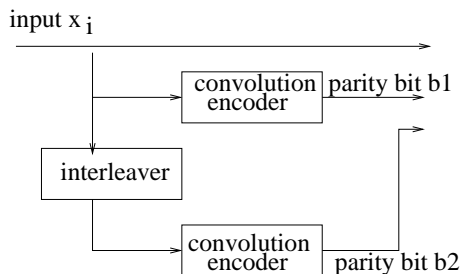 input x i
convolution
encoder
parity bit b1
interleaver
convolution
encoder
parity bit b2